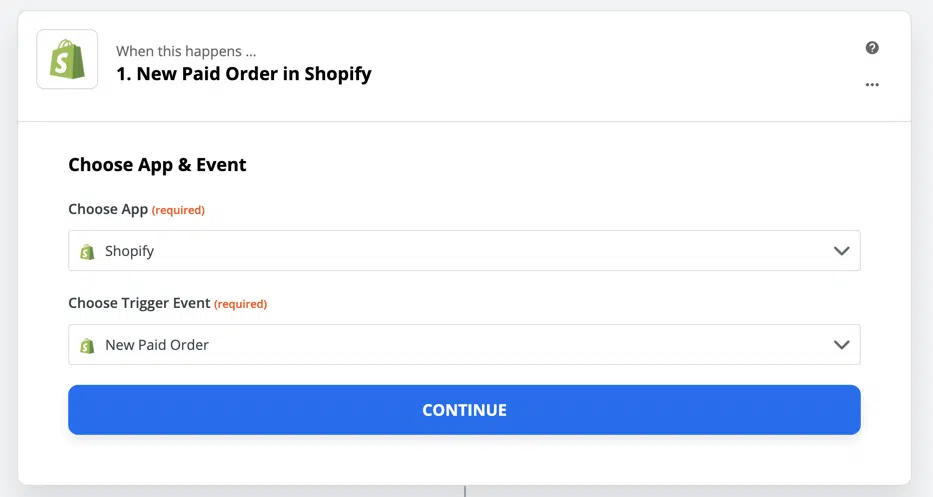 When this happens ...
1. New Paid Order in Shopify
Choose App & Event
Choose App (required)
Shopify
Choose Trigger Event (required)
New Paid Order
CONTINUE